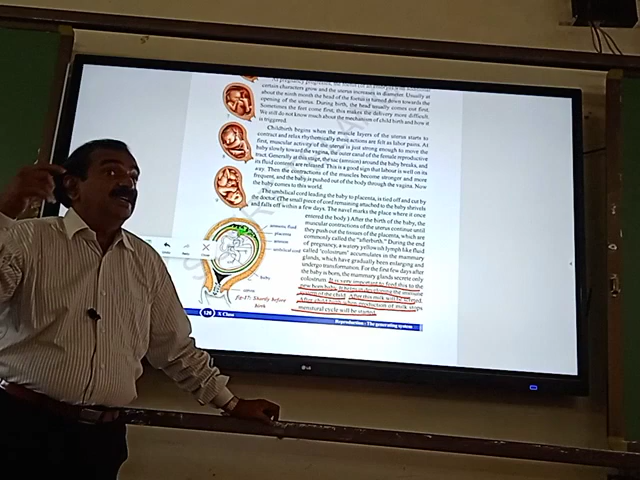 certain characters grow and the uterus increases in diameter. Usually at
about the ninth month the head of the foetus is turned down towards the
opening of the uterus. During birth, the head usually comes out first.
Sometimes the feet come first; this makes the delivery more difficult.
We still do not know much about the mechanism of child birth and how it
is triggered.
Childbirth begins when the muscle layers of the uterus starts to
contract and relax rhythmically these actions are felt as labor pains. At
first, muscular activity of the uterus is just strong enough to move the
baby slowly toward the vagina, the outer canal of the female reproductive
tract. Generally at this stage, the sac (amnion) around the baby breaks, and
its fluid contents are released. This is a good sign that labour is well on its
way. Then the contractions of the muscles become stronger and more
frequent, and the baby is pushed out of the body through the vagina. Now
the baby comes to this world.
The umbilical cord leading the baby to placenta, is tied off and cut by
the doctor. (The small piece of cord remaining attached to the baby shrivels
and falls off within a few days. The navel marks the place where it once
entered the body.) After the birth of the baby, the
muscular contractions of the uterus continue until
they push out the tissues of the placenta, which are
commonly called the "afterbirth." During the end
of pregnancy, a watery yellowish lymph like fluid
called "colostrum" accumulates in the mammary
glands, which have gradually been enlarging and
undergo transformation. For the first few days after
the baby is born, the mammary glands secrete only
colostrum. It is very important to feed this to the
new born baby. It helps in developing the immune
system of the child. After this milk will be formed.
After child birth when production of milk stops
menstrual cycle will be started.
amniotic fluid
placenta
amnion
umbilical cord
baby
cervix
Fig-17: Shortly before
birth
120
X Class
Reproduction - The generating system
LG